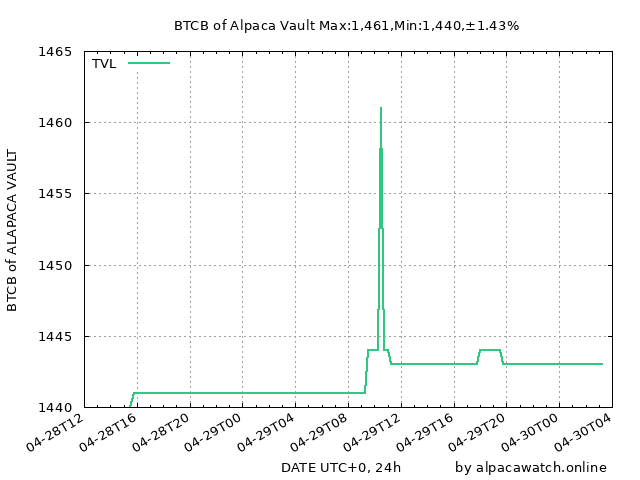 BTCB of Alpaca Vault Max:1,461,Min:1,440,±1.43%
TVL
1465
1460
1455
1450
1445
1440
BTCB of ALAPACA VAULT
04-28T12
04-28T16
04-28T20
04-29T00
04-29T04
04-29T08
04-29T12
04-29T16
04-29T20
04-30T00
04-30T04
DATE UTC+0, 24h
by alpacawatch.online